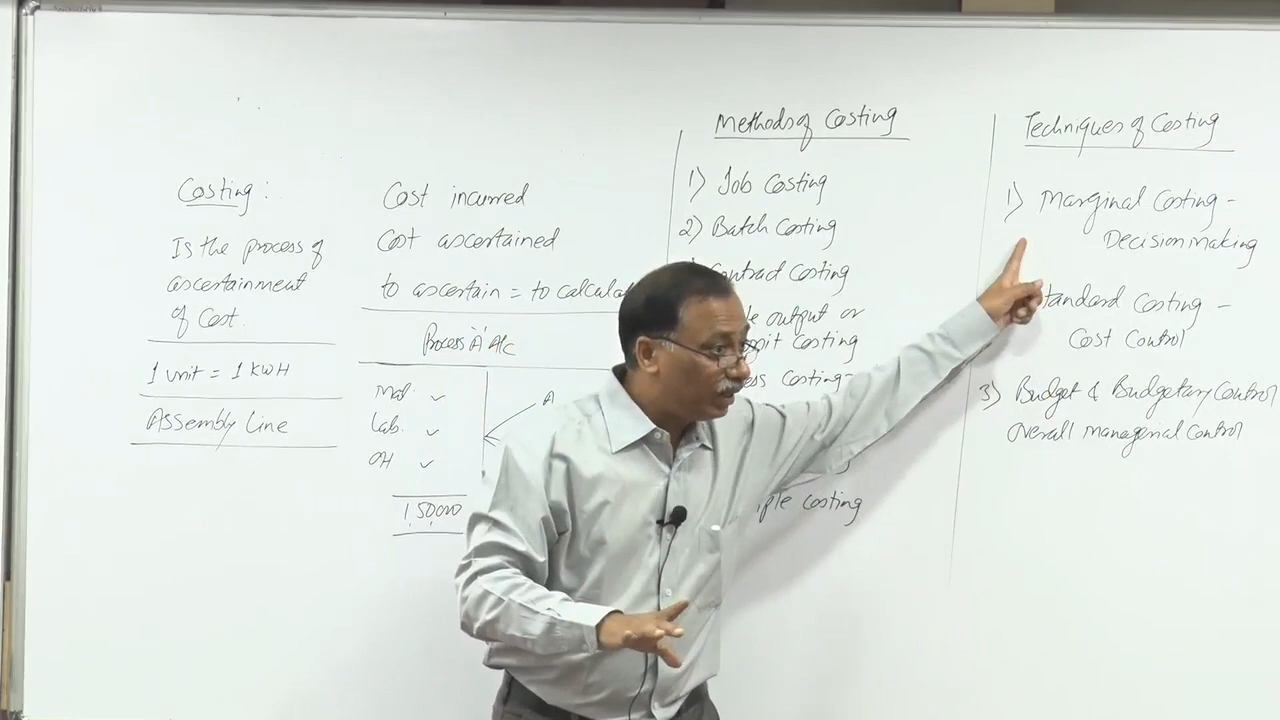 Costing :
Is the process of
ascertainment
of Cost.
1 unit = 1 KWH
Assembly Line
Cost incurred
Cost ascertained
to ascertain = to calcula
Process "A" A/c
Mat.
Lab.
OH
1,50,000
A
Methods of Costing
1) Job Costing
2) Batch Costing
Contract Costing
output or
Costing
Costing-
Costing
Techniques of Costing
1) Marginal Costing -
Decision making
Standard Costing -
Cost Control
3) Budget & Budgetary Control
Overall Managerial Control